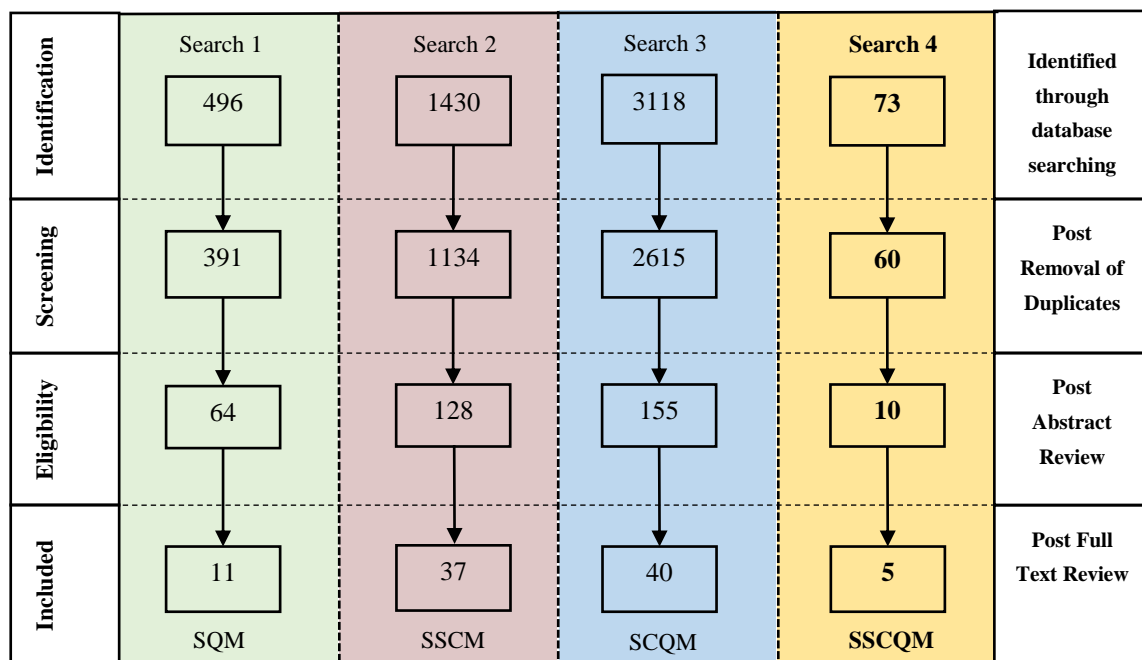 Identification
Search 1
Search 2
Search 3
Search 4
496
1430
3118
73
Identified
through
database
searching
Screening
391
1134
2615
60
Post
Removal of
Duplicates
Eligibility
64
128
155
10
Post
Abstract
Review
Included
11
37
40
5
Post Full
Text Review
SQM
SSCM
SCQM
SSCQM